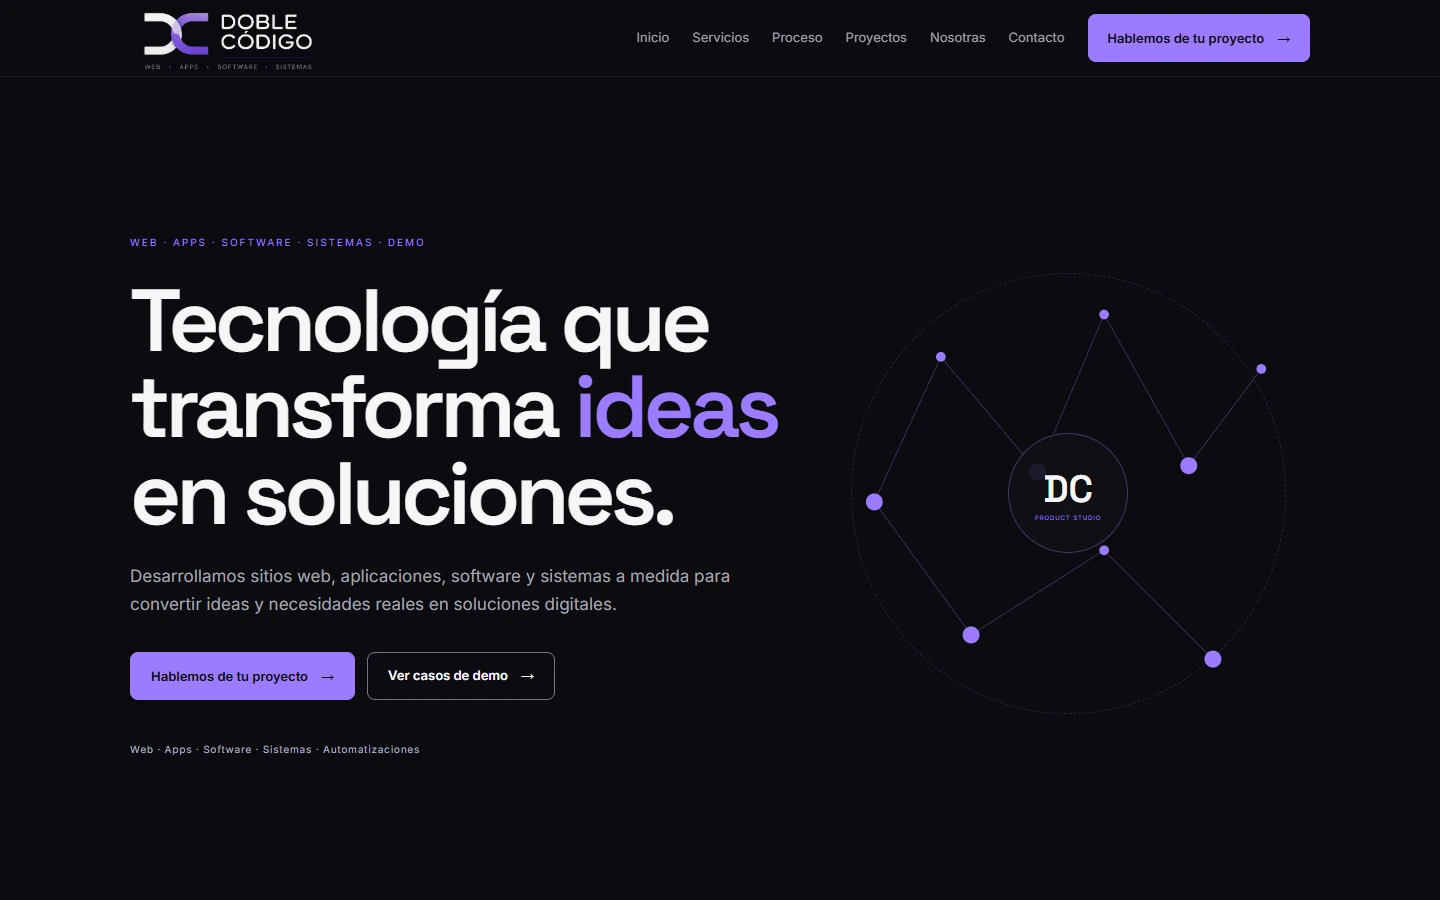 DOBLE
CÓDIGO
WEB · APPS · SOFTWARE · SISTEMAS
Inicio Servicios Proceso Proyectos Nosotras Contacto Hablemos de tu proyecto →
WEB · APPS · SOFTWARE · SISTEMAS · DEMO
Tecnología que
transforma ideas
en soluciones.
Desarrollamos sitios web, aplicaciones, software y sistemas a medida para
convertir ideas y necesidades reales en soluciones digitales.
Hablemos de tu proyecto → Ver casos de demo →
Web · Apps · Software · Sistemas · Automatizaciones
DC
PRODUCT STUDIO